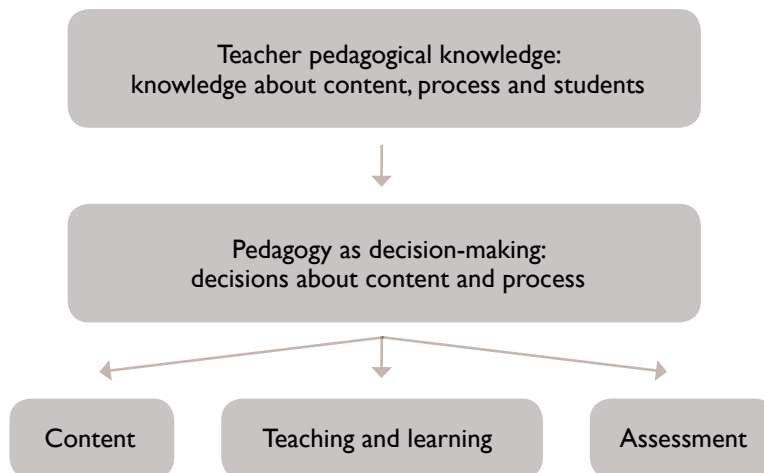 Teacher pedagogical knowledge:
knowledge about content, process and students
Pedagogy as decision-making:
decisions about content and process
Content
Teaching and learning
Assessment